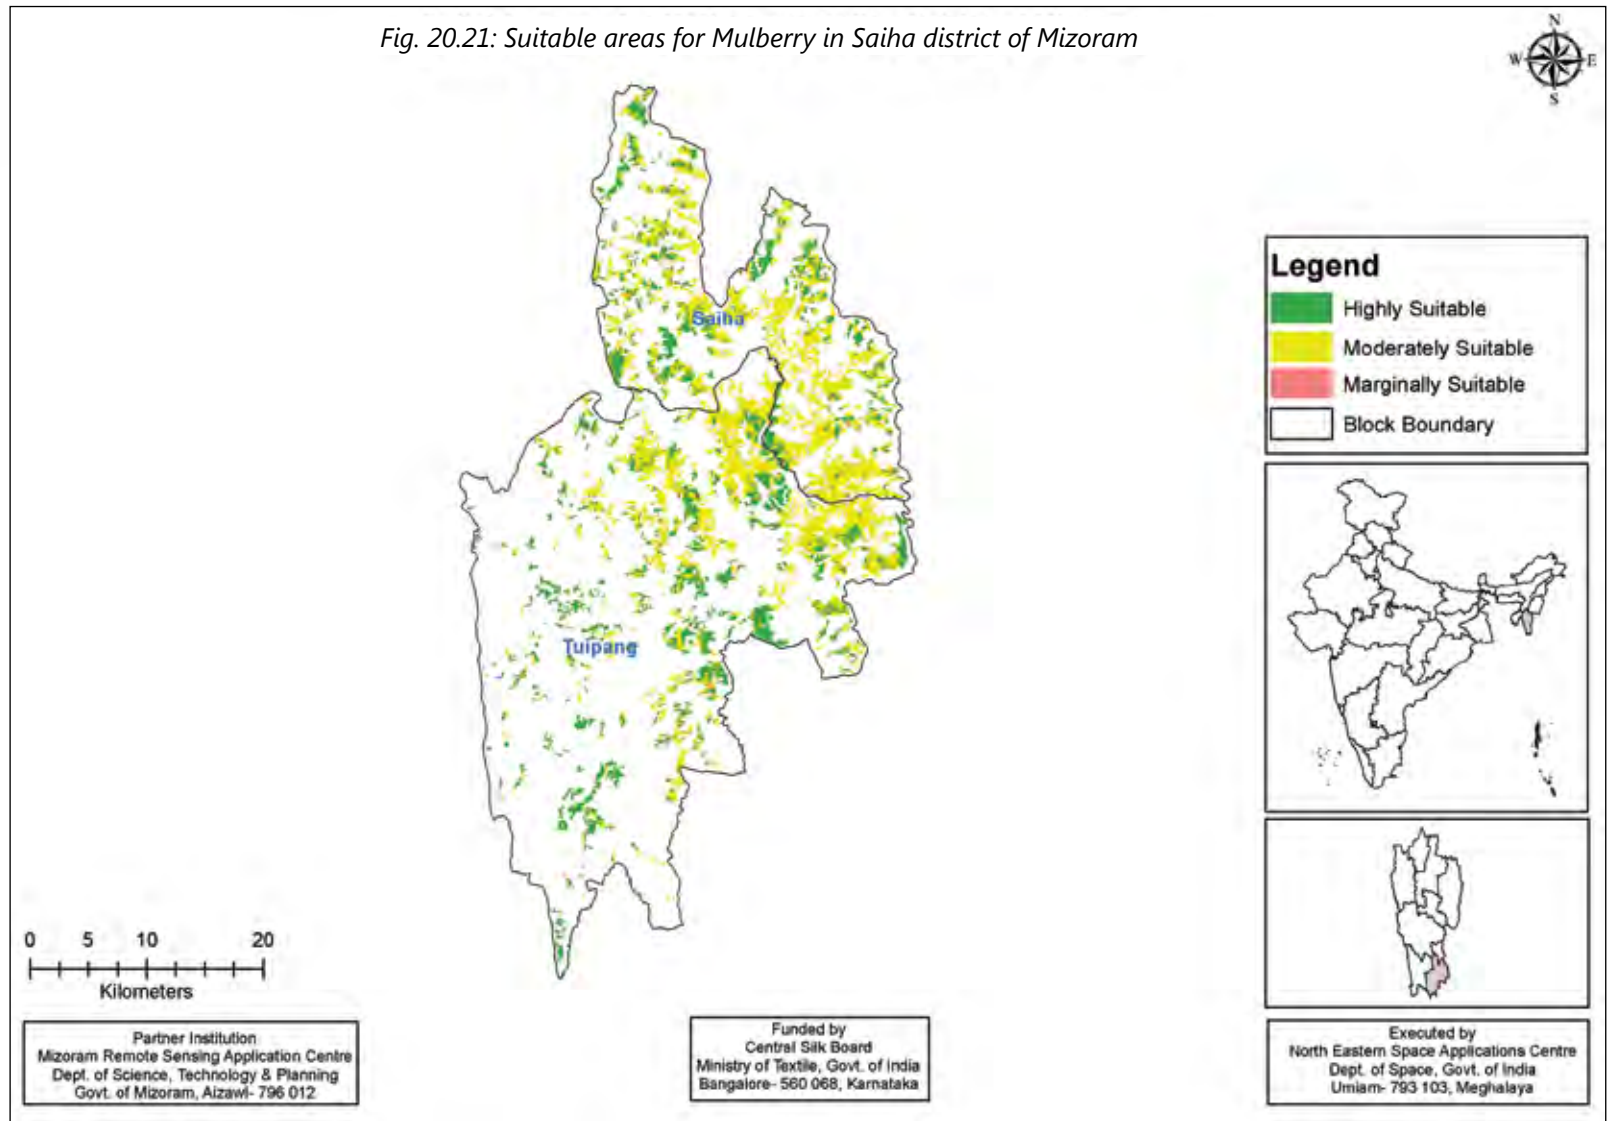 Fig. 20.21: Suitable areas for Mulberry in Saiha district of Mizoram
N
W
E
S
Saiha
Tuipang
Legend
Highly Suitable
Moderately Suitable
Marginally Suitable
Block Boundary
0 5 10 20
Kilometers
Partner Institution
Mizoram Remote Sensing Application Centre
Dept. of Science, Technology & Planning
Govt. of Mizoram, Aizawl- 796 012
Funded by
Central Silk Board
Ministry of Textile, Govt. of India
Bangalore- 560 068, Karnataka
Executed by
North Eastern Space Applications Centre
Dept. of Space, Govt. of India
Umiam- 793 103, Meghalaya